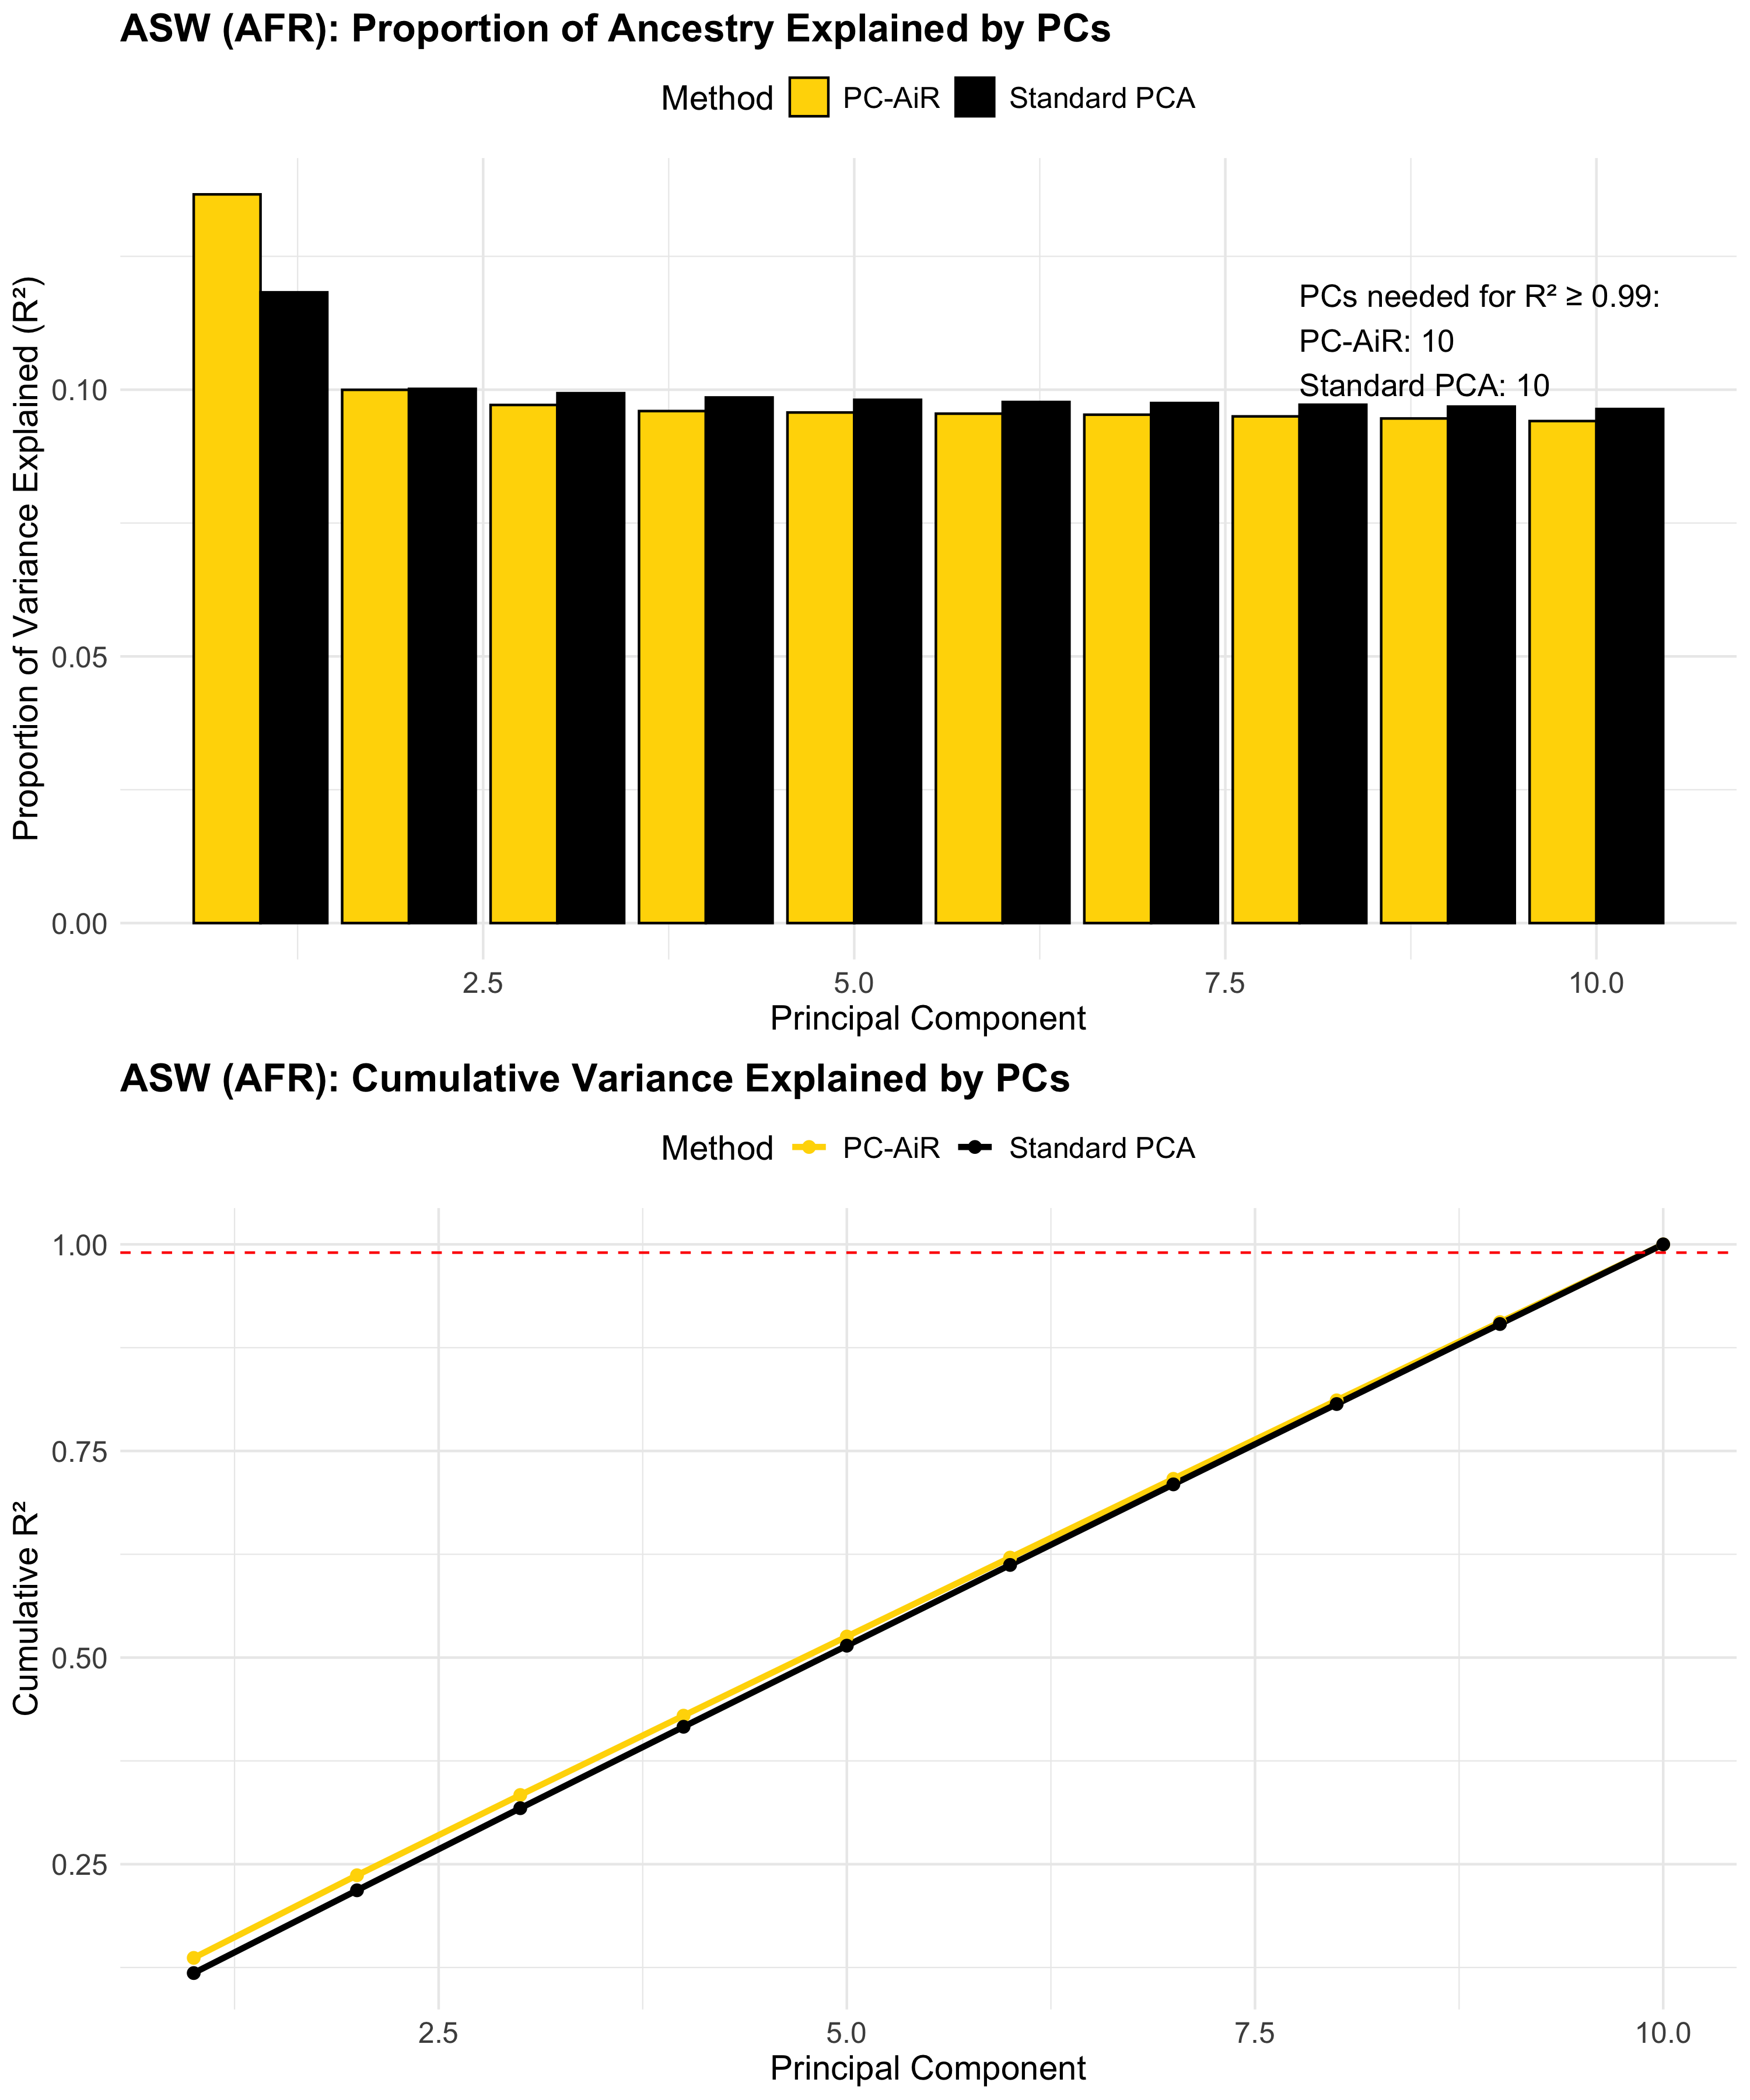 ASW (AFR): Proportion of Ancestry Explained by PCs
Method PC-AiR Standard PCA
Proportion of Variance Explained (R²)
PCs needed for R² ≥ 0.99:
PC-AiR: 10
Standard PCA: 10
0.10
0.05
0.00
2.5 5.0 7.5 10.0
Principal Component
ASW (AFR): Cumulative Variance Explained by PCs
Method PC-AiR Standard PCA
Cumulative R²
1.00
0.75
0.50
0.25
2.5 5.0 7.5 10.0
Principal Component